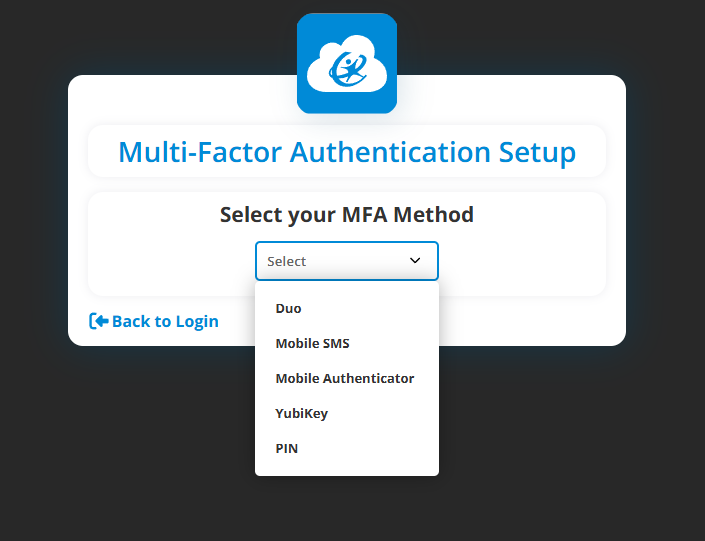 Multi-Factor Authentication Setup
Select your MFA Method
Select
Duo
Mobile SMS
Mobile Authenticator
YubiKey
PIN
Back to Login